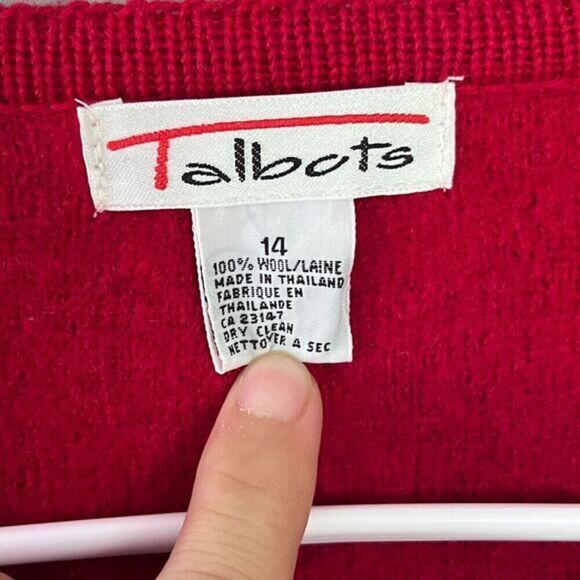 Talbots
14
100% WOOL/LAINE
MADE IN THAILAND
FABRIQUE EN
THAILANDE
CA 23147
DRY CLEAN
NETTOYER A SEC